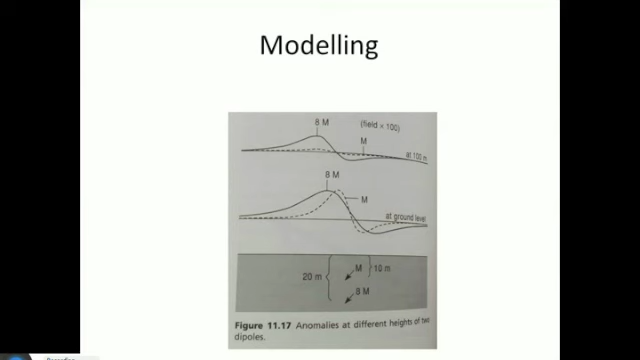 Modelling
8 M
(field × 100)
M
at 100 m
8 M
M
at ground level
20 m
M
10 m
8 M
Figure 11.17 Anomalies at different heights of two
dipoles.